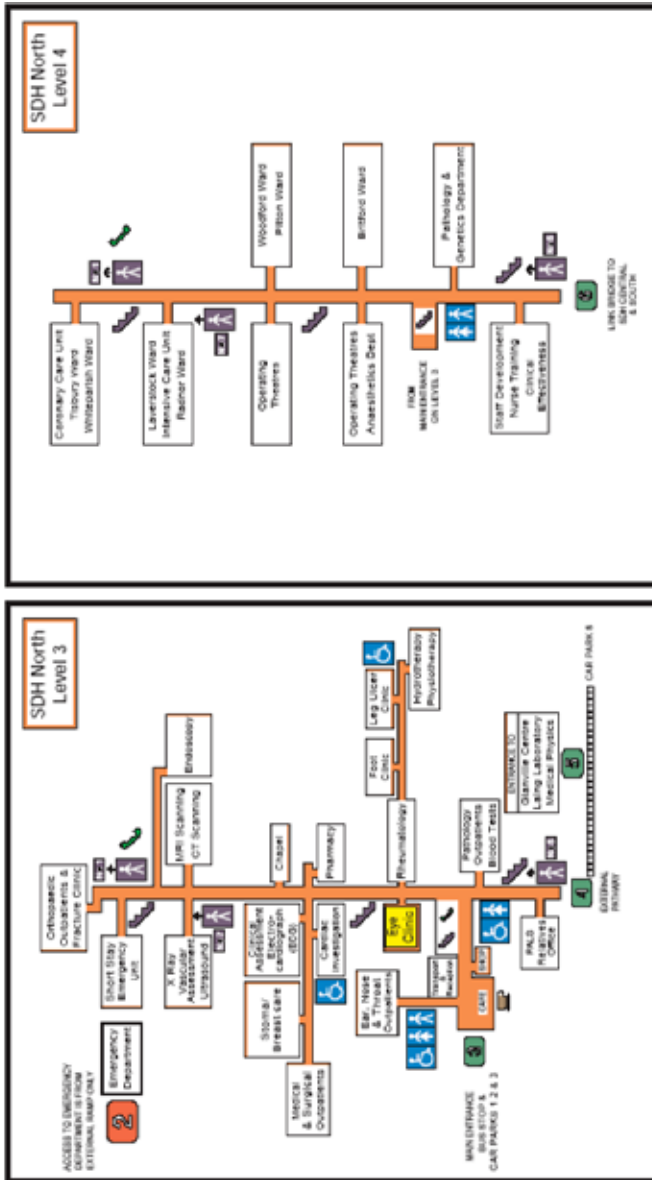 SDH North
Level 4
Coronary Care Unit
Tisbury Ward
Whiteparish Ward
Laverstock Ward
Intensive Care Unit
Radnor Ward
Operating
Theatres
Operating Theatres
Anaesthetics Dept
FROM
MAIN ENTRANCE
ON LEVEL 3
Staff Development
Nurse Training
Clinical
Effectiveness
Woodford Ward
Pitton Ward
Britford Ward
Pathology &
Genetics Department
LINK BRIDGE TO
SDH CENTRAL
& SOUTH
SDH North
Level 3
ACCESS TO EMERGENCY
DEPARTMENT IS FROM
EXTERNAL RAMP ONLY
2
Emergency
Department
Orthopaedic
Outpatients &
Fracture Clinic
Short Stay
Emergency
Unit
X Ray
Vascular
Assessment
Ultrasound
Endoscopy
MRI Scanning
CT Scanning
Chapel
Pharmacy
Clinical
Assessment
Electro-
cardiograph
(ECG)
Cardiac
Investigation
Stoma/
Breast care
Medical
& Surgical
Outpatients
Eye
Clinic
Rheumatology
Foot
Clinic
Leg Ulcer
Clinic
Hydrotherapy
Physiotherapy
Ear, Nose
& Throat
Outpatients
Transport
&
Reception
CAFE
SHOP
3
MAIN ENTRANCE
BUS STOP &
CAR PARKS 1 2 & 3
PALS
Relatives
Office
Pathology
Outpatients
Blood Tests
ENTRANCE TO
Glanville Centre
Laing Laboratory
Medical Physics
5
4
EXTERNAL
PATHWAY
CAR PARK 8